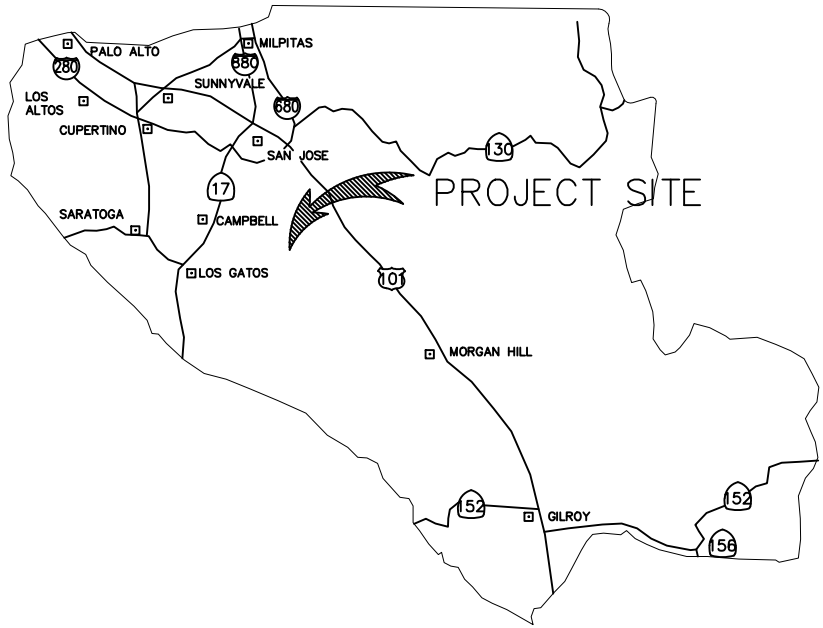 PALO ALTO
MILPITAS
280
880
SUNNYVALE
LOS
ALTOS
680
CUPERTINO
SAN JOSE
130
17
PROJECT SITE
SARATOGA
CAMPBELL
LOS GATOS
101
MORGAN HILL
152
152
GILROY
156